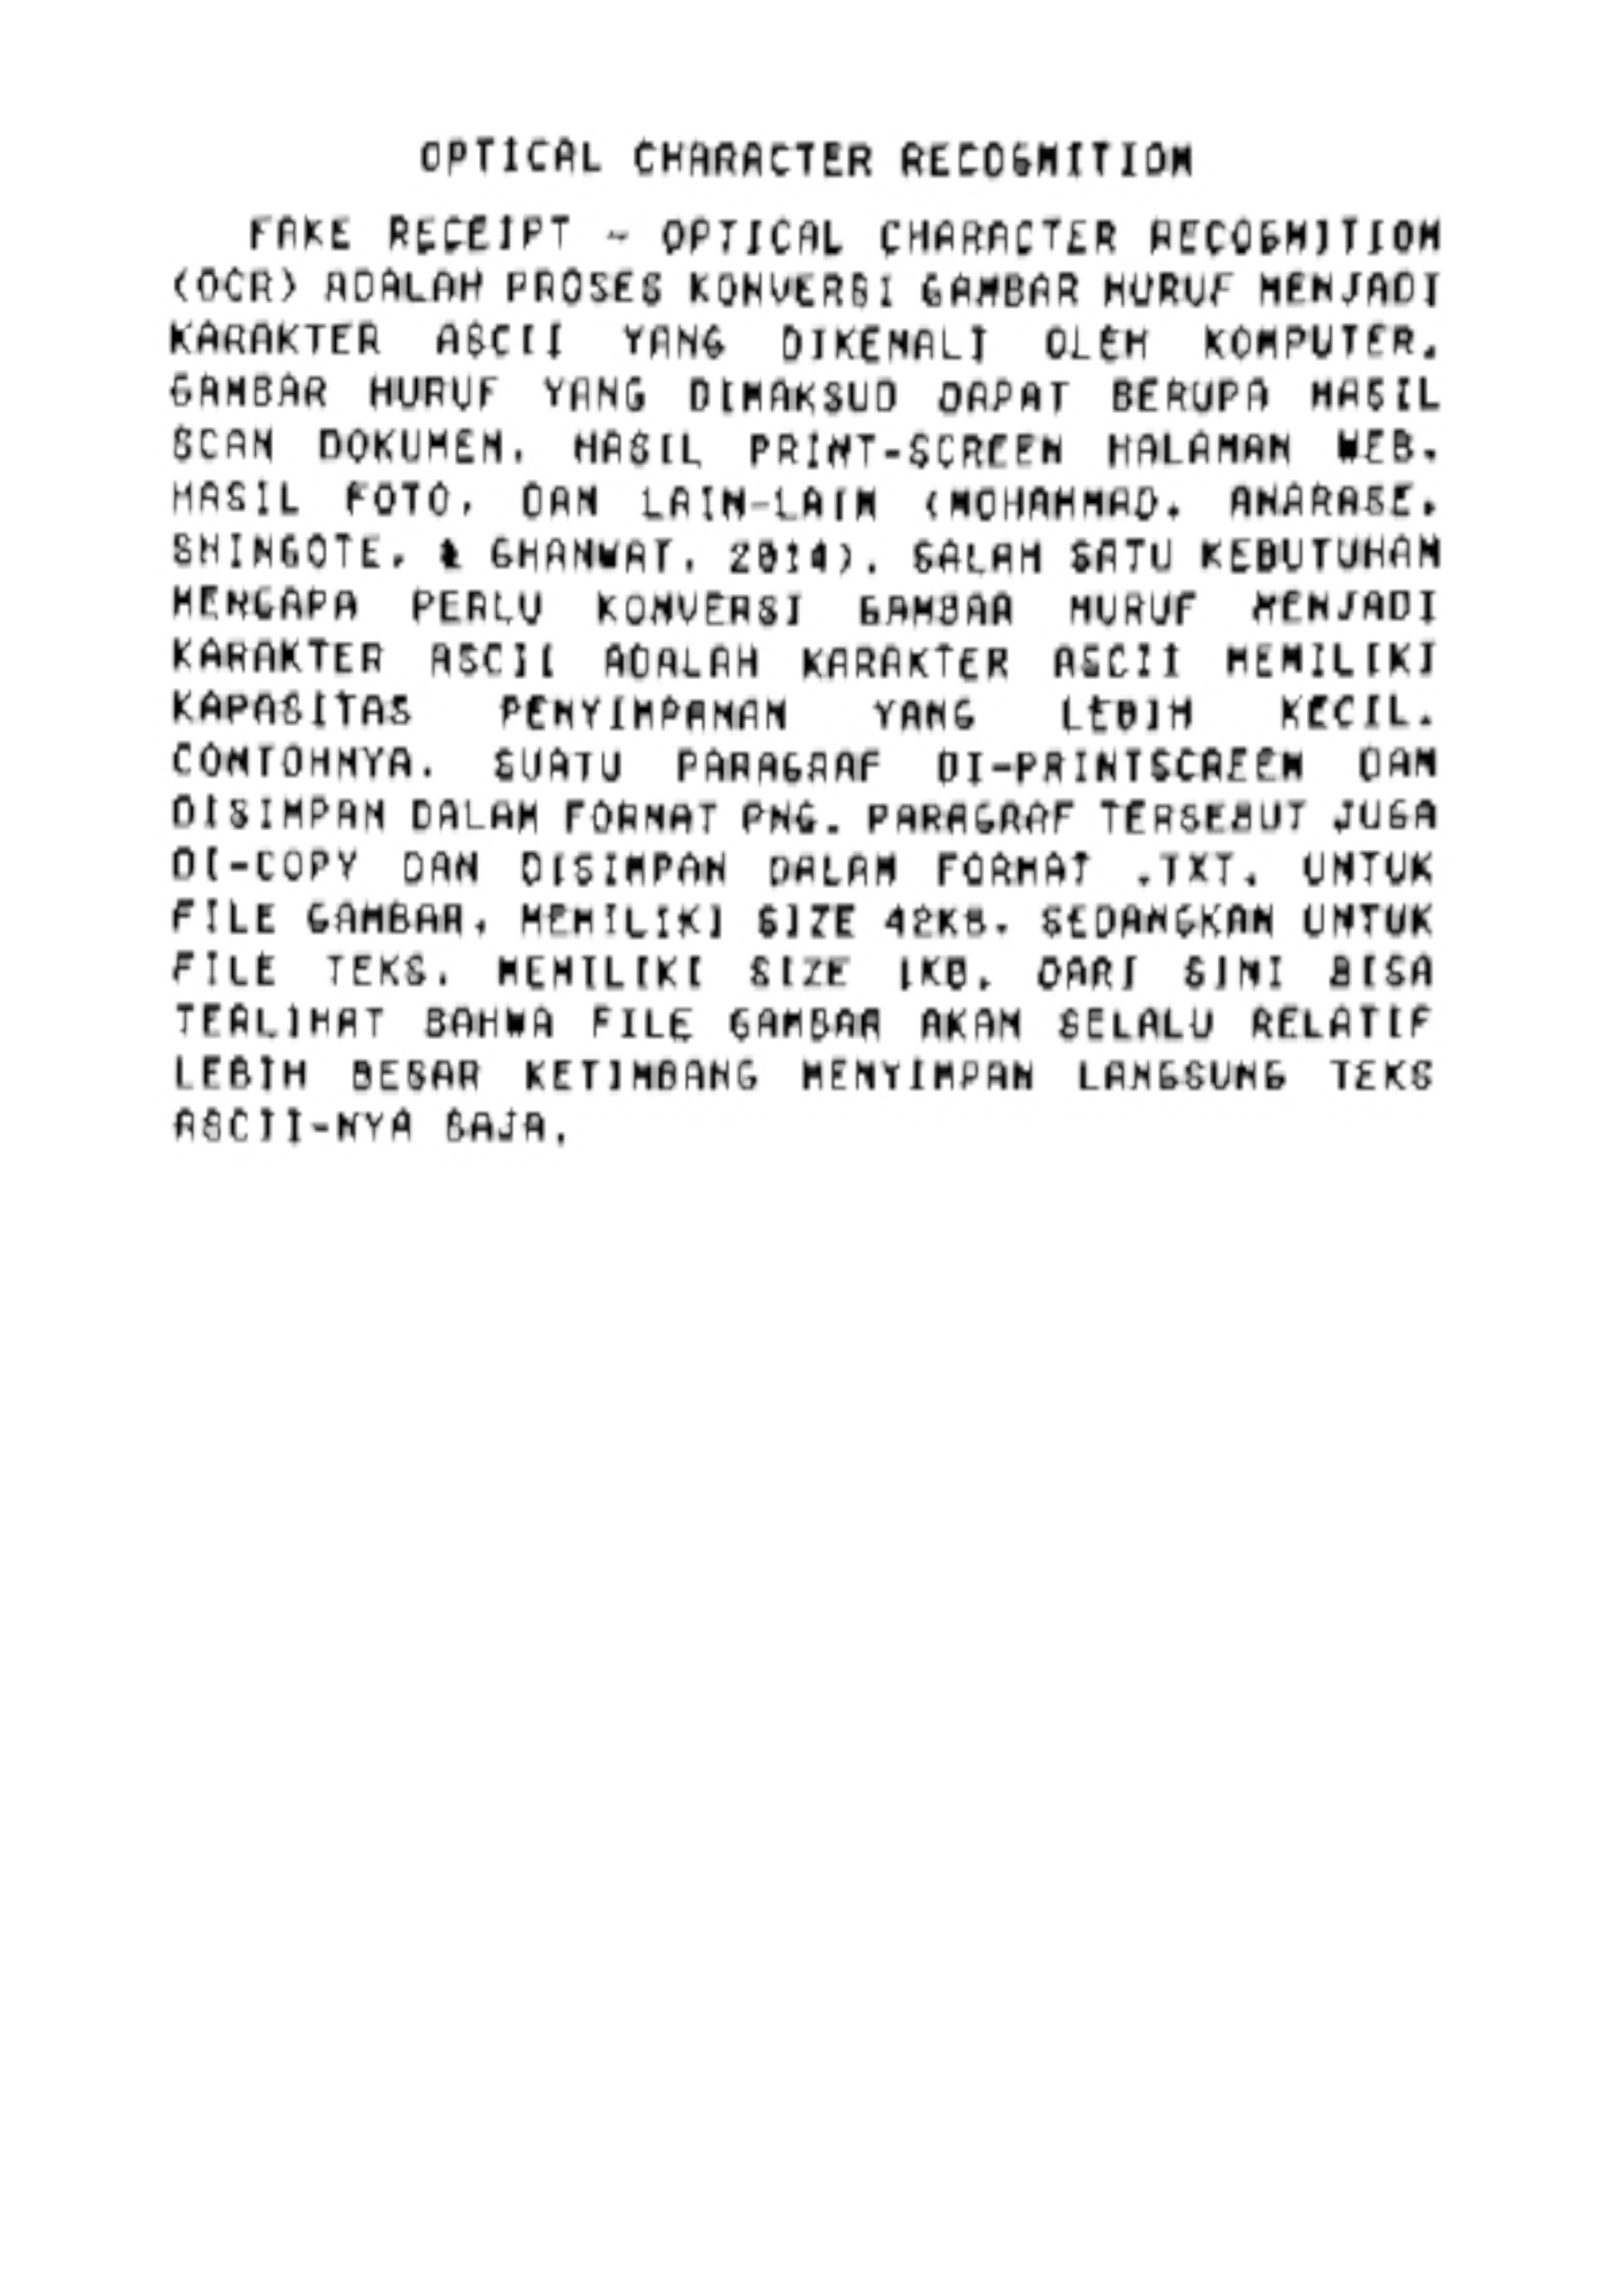 OPTICAL CHARACTER RECOGNITION
FAKE RECEIPT - OPTICAL CHARACTER RECOGNITION
(OCR) ADALAH PROSES KONVERSI GAMBAR HURUF MENJADI
KARAKTER ASCII YANG DIKENALI OLEH KOMPUTER.
GAMBAR HURUF YANG DIMAKSUD DAPAT BERUPA HASIL
SCAN DOKUMEN, HASIL PRINT-SCREEN HALAMAN WEB,
HASIL FOTO, DAN LAIN-LAIN (MOHAMMAD, ANARASE,
SHINGOTE, & GHANWAT, 2014). SALAH SATU KEBUTUHAN
MENGAPA PERLU KONVERSI GAMBAR HURUF MENJADI
KARAKTER ASCII ADALAH KARAKTER ASCII MEMILIKI
KAPASITAS PENYIMPANAN YANG LEBIH KECIL.
CONTOHNYA, SUATU PARAGRAF DI-PRINTSCREEN DAN
DISIMPAN DALAM FORMAT PNG. PARAGRAF TERSEBUT JUGA
DI-COPY DAN DISIMPAN DALAM FORMAT .TXT. UNTUK
FILE GAMBAR, MEMILIKI SIZE 42KB. SEDANGKAN UNTUK
FILE TEKS, MEMILIKI SIZE 1KB. DARI SINI BISA
TERLIHAT BAHWA FILE GAMBAR AKAN SELALU RELATIF
LEBIH BESAR KETIMBANG MENYIMPAN LANGSUNG TEKS
ASCII-NYA SAJA.